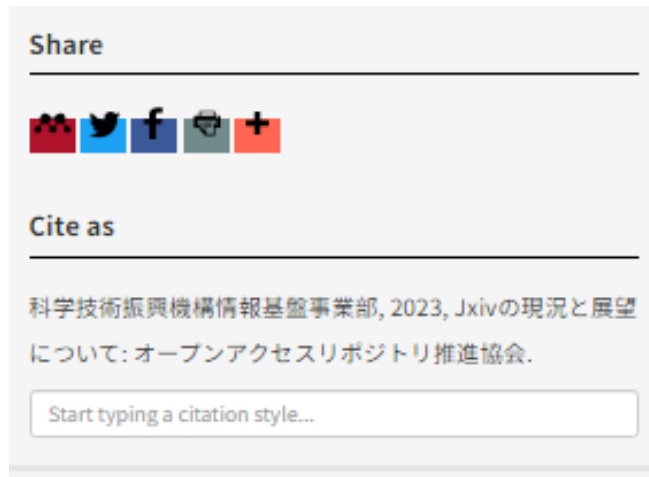 Share
Cite as
科学技術振興機構情報基盤事業部, 2023, Jxivの現況と展望
について: オープンアクセスリポジトリ推進協会.
Start typing a citation style...